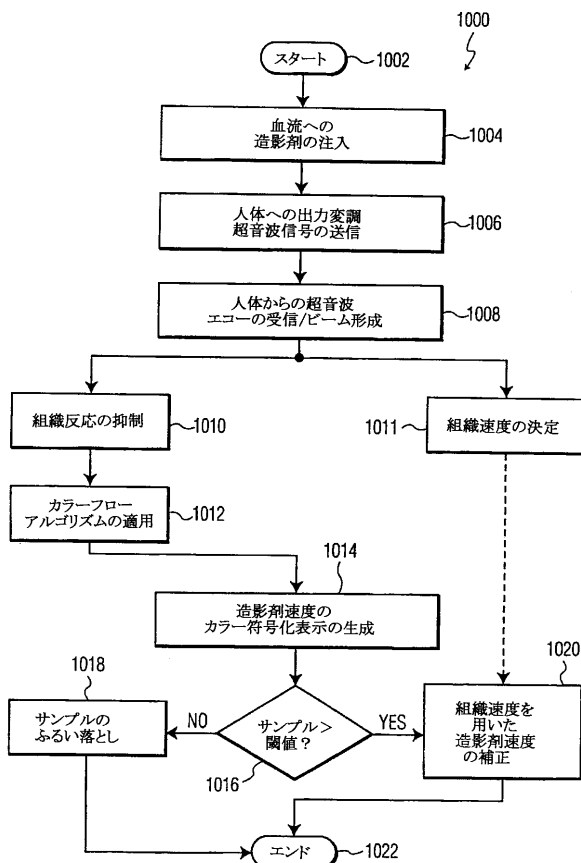 1000
スタート
1002
血流への
造影剤の注入
1004
人体への出力変調
超音波信号の送信
1006
人体からの超音波
エコーの受信/ビーム形成
1008
組織反応の抑制
1010
1011
組織速度の決定
カラーフロー
アルゴリズムの適用
1012
1014
造影剤速度の
カラー符号化表示の生成
1018
サンプルの
ふるい落とし
NO
サンプル>
閾値?
1016
YES
1020
組織速度を
用いた
造影剤速度
の補正
エンド
1022